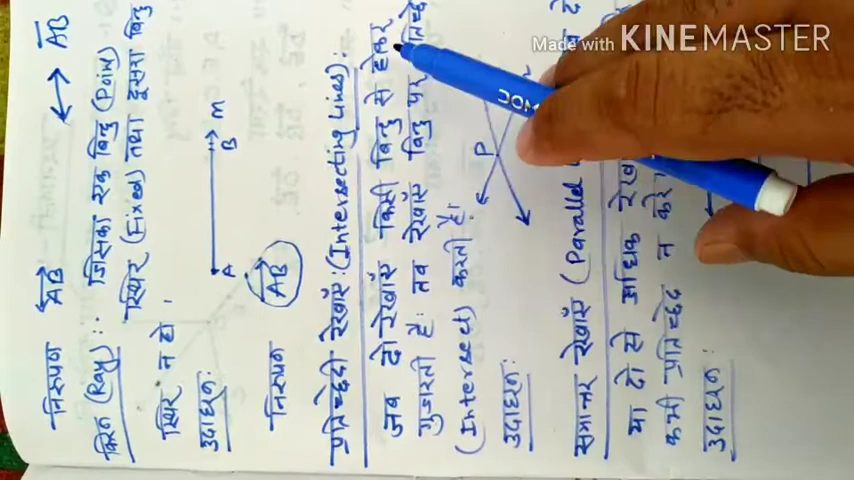 निरुपण AB AB
किरण (Ray):- जिसका एक बिन्दु (Point)
स्थिर (Fixed) तथा दूसरा बिन्दु
स्थिर न हो ।
उदाहरण:
A B M
निरुपण AB
प्रतिच्छेदी रेखाएँ: (Intersecting Lines):
जब दो रेखाएँ किसी बिन्दु से होकर
गुजरती है। तब रेखाएँ बिन्दु पर
(Intersect) करती है।
उदाहरण:
P
समान्तर रेखाएँ (Parallel
या दो से अधिक रेखा
कभी प्रतिच्छेद न करे
उदाहरण:
Made with KINEMASTER